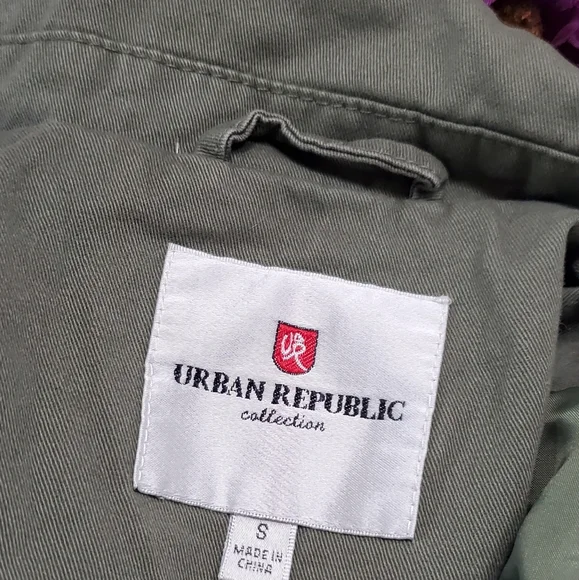 UR
URBAN REPUBLIC
collection
S
MADE IN
CHINA